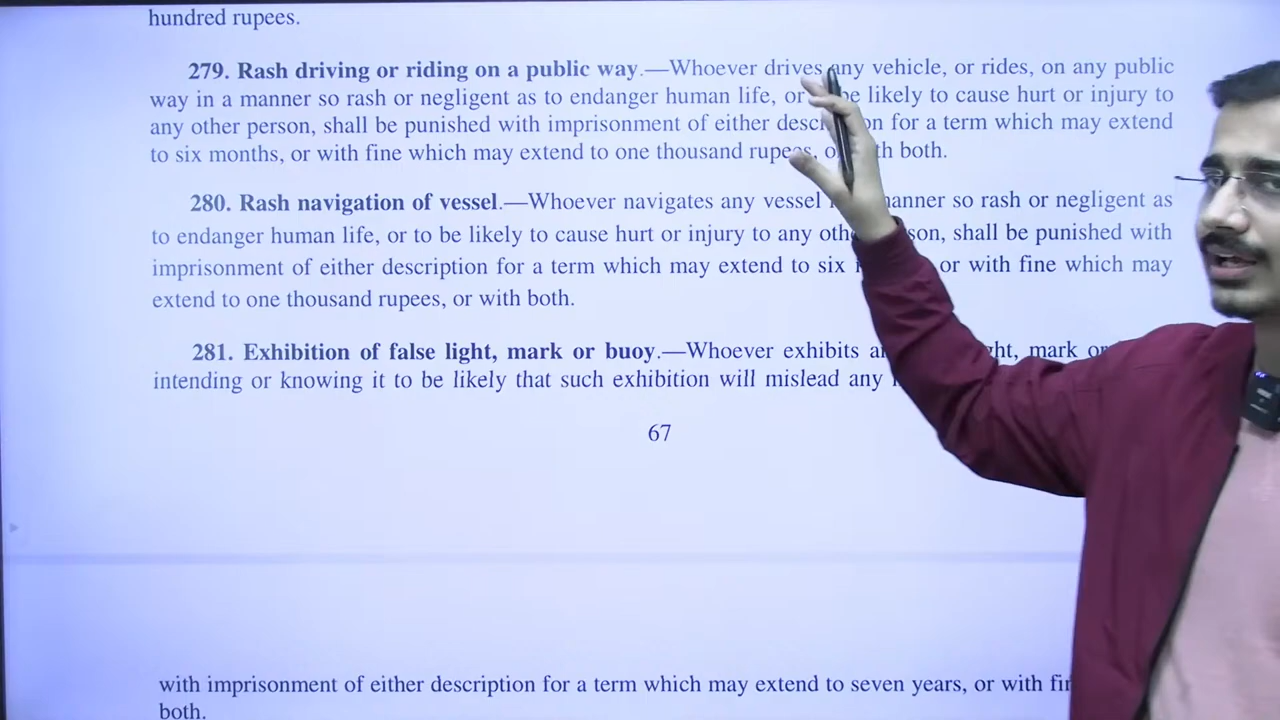 hundred rupees.
279. Rash driving or riding on a public way.—Whoever drives any vehicle, or rides, on any public
way in a manner so rash or negligent as to endanger human life, or be likely to cause hurt or injury to
any other person, shall be punished with imprisonment of either for a term which may extend
to six months, or with fine which may extend to one thousand rupees, both.
280. Rash navigation of vessel.—Whoever navigates any vessel manner so rash or negligent as
to endanger human life, or to be likely to cause hurt or injury to any shall be punished with
imprisonment of either description for a term which may extend to six or with fine which may
extend to one thousand rupees, or with both.
281. Exhibition of false light, mark or buoy.—Whoever exhibits mark
intending or knowing it to be likely that such exhibition will mislead any
67
with imprisonment of either description for a term which may extend to seven years, or with
both.